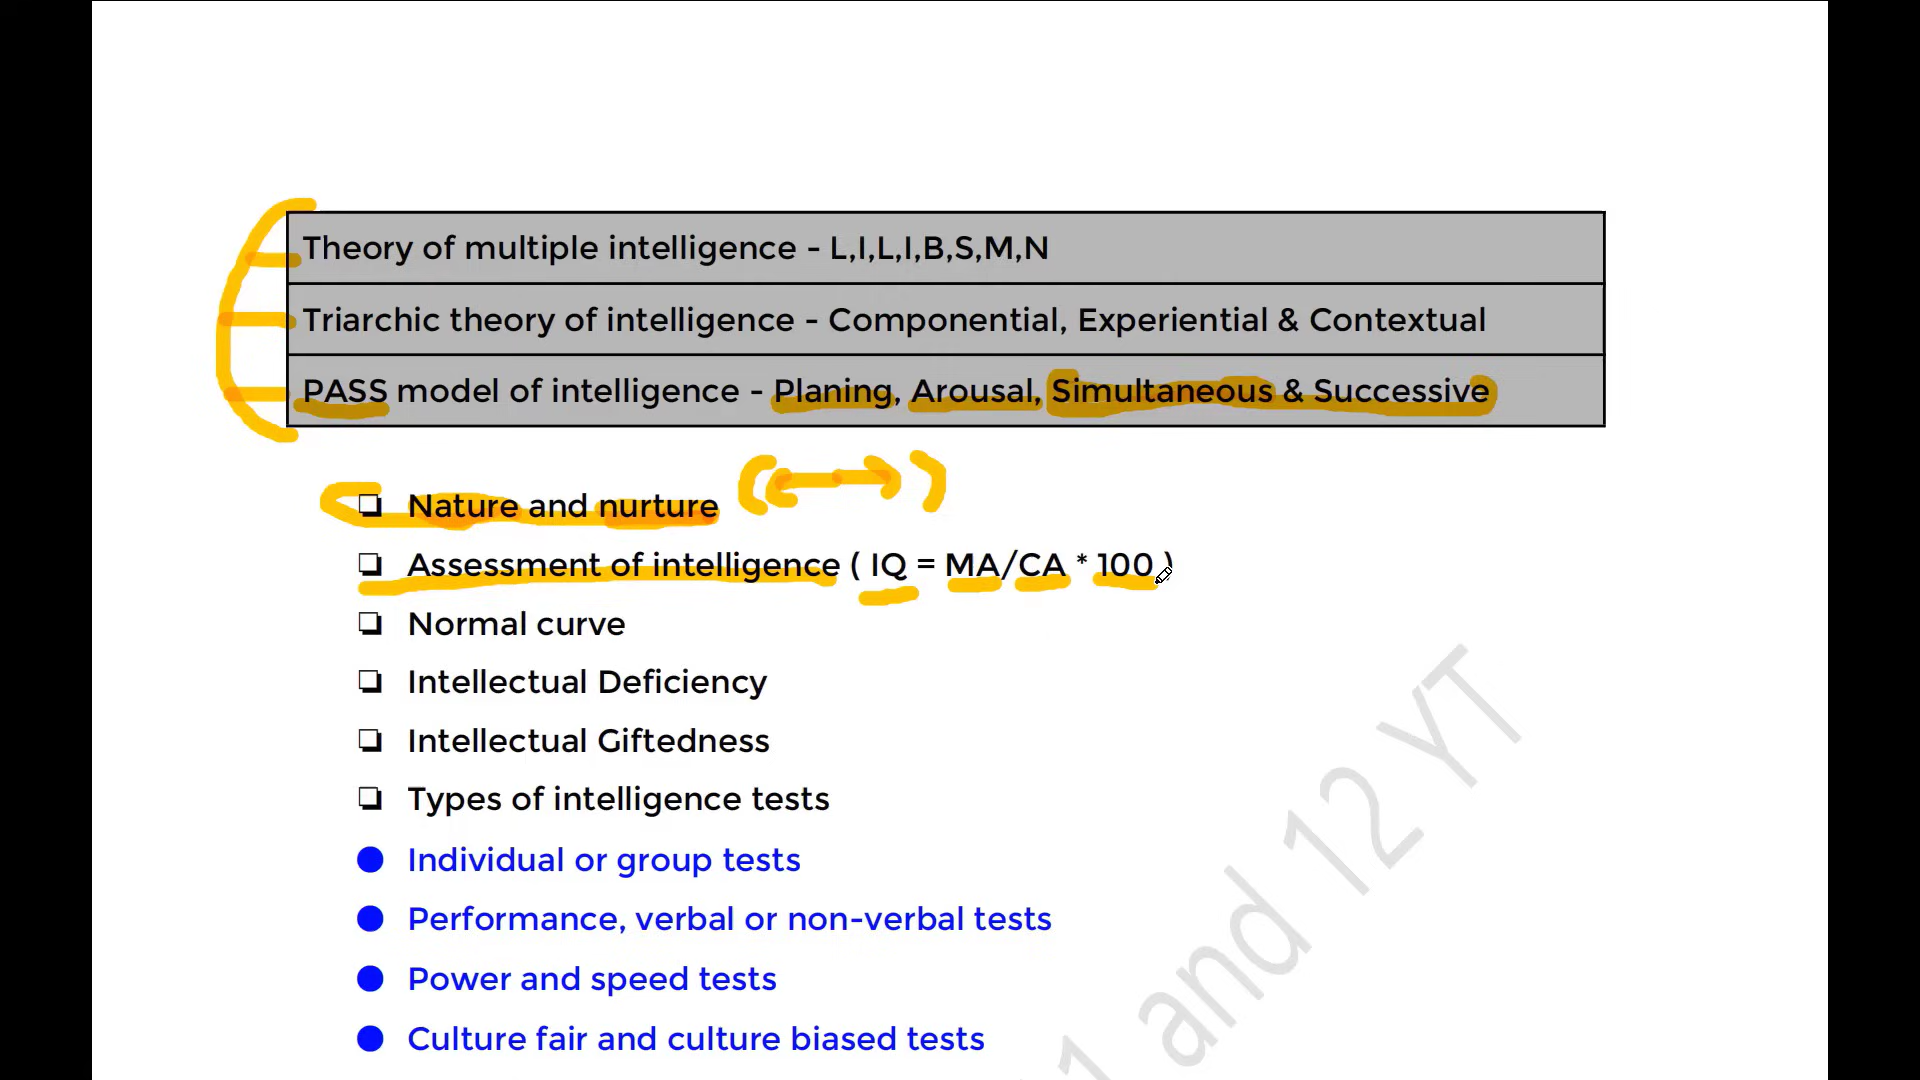 Theory of multiple intelligence - L,I,L,I,B,S,M,N
Triarchic theory of intelligence - Componential, Experiential & Contextual
PASS model of intelligence - Planing, Arousal, Simultaneous & Successive
❏ Nature and nurture
❏ Assessment of intelligence ( IQ = MA/CA * 100 )
❏ Normal curve
❏ Intellectual Deficiency
❏ Intellectual Giftedness
❏ Types of intelligence tests
● Individual or group tests
● Performance, verbal or non-verbal tests
● Power and speed tests
● Culture fair and culture biased tests
1 and 12 YT